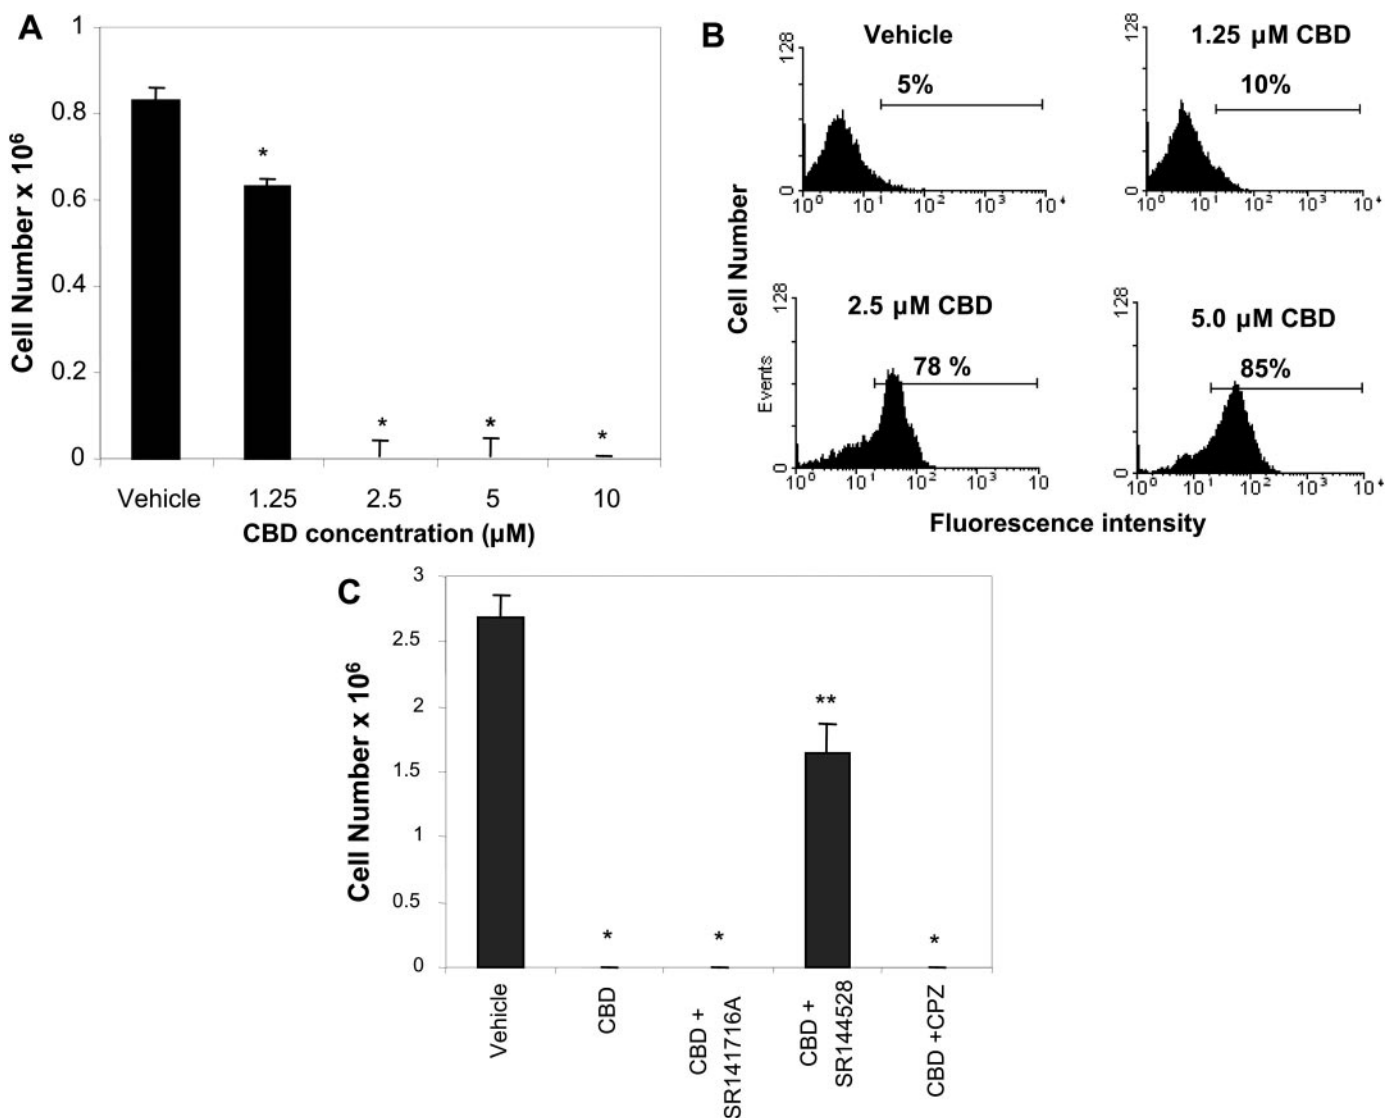 A
1
0.8
0.6
0.4
0.2
0
Cell Number x 10⁶
*
*
*
*
Vehicle 1.25 2.5 5 10
CBD concentration (µM)
B
Cell Number
Vehicle
128
0
5%
10⁰ 10¹ 10² 10³ 10⁴
1.25 µM CBD
128
0
10%
10⁰ 10¹ 10² 10³ 10⁴
2.5 µM CBD
128
0
Events
78 %
10⁰ 10¹ 10² 10³ 10
5.0 µM CBD
128
0
85%
10⁰ 10¹ 10² 10³ 10⁴
Fluorescence intensity
C
3
2.5
2
1.5
1
0.5
0
Cell Number x 10⁶
*
*
**
*
Vehicle
CBD
CBD +
SR141716A
CBD +
SR144528
CBD +CPZ